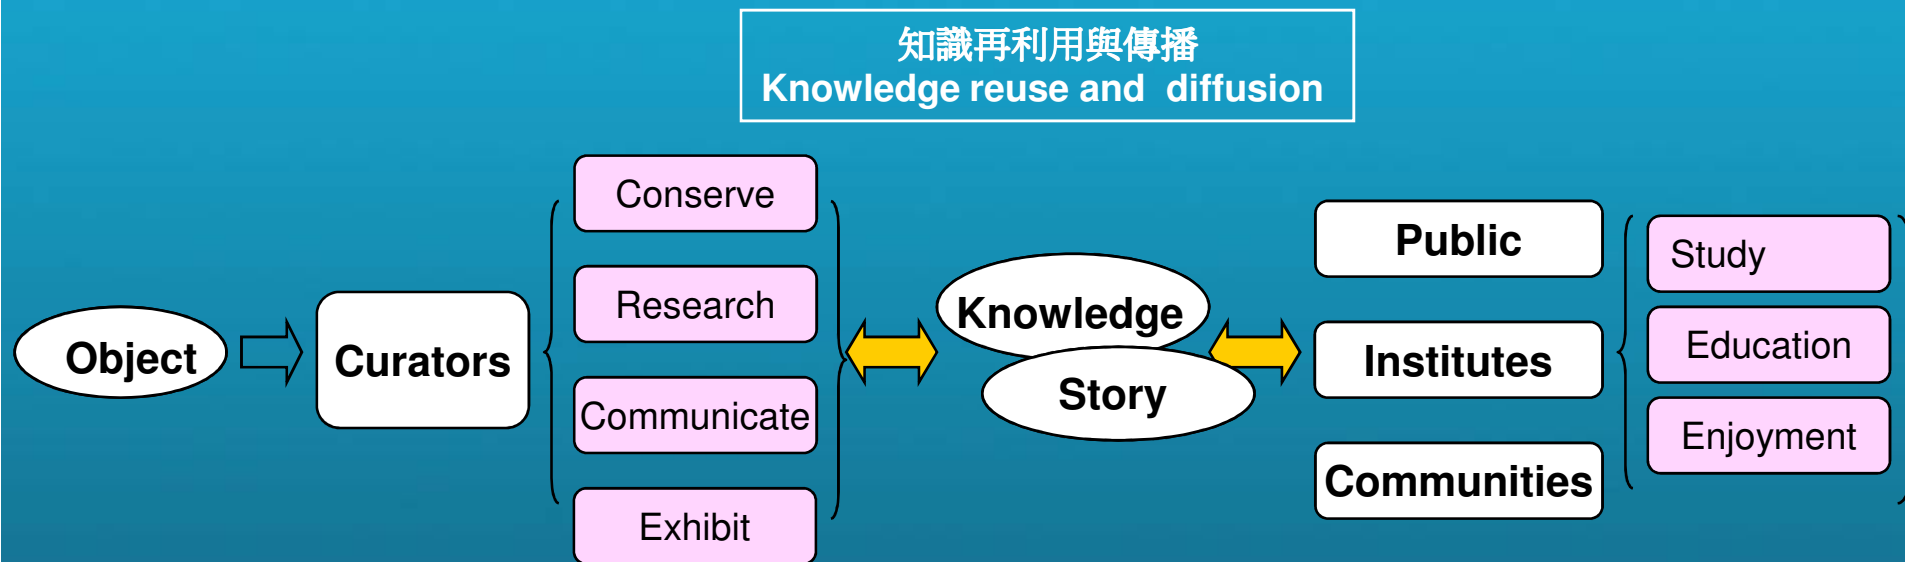 知識再利用與傳播
Knowledge reuse and diffusion
Object
Curators
Conserve
Research
Communicate
Exhibit
Knowledge
Story
Public
Institutes
Communities
Study
Education
Enjoyment